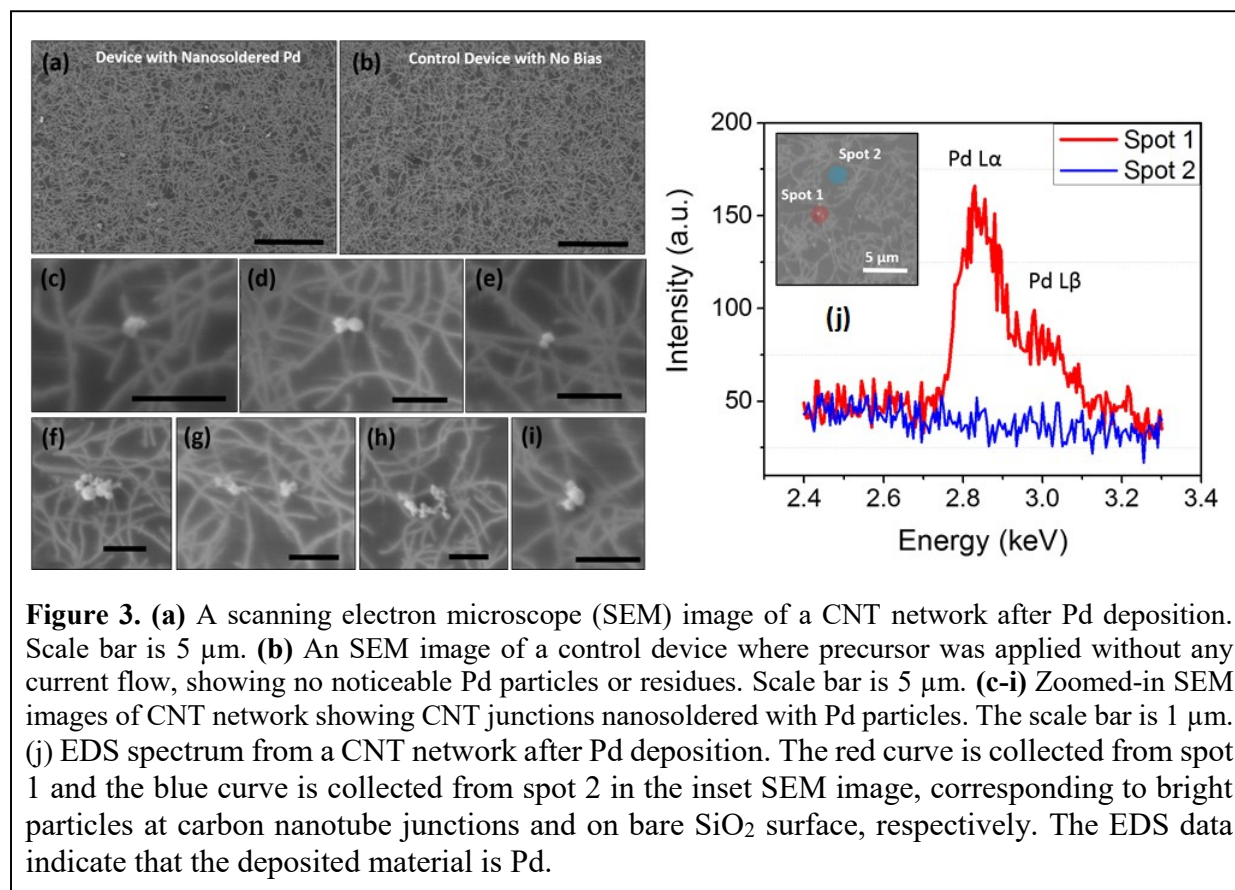 (a) Device with Nanosoldered Pd
(b) Control Device with No Bias
(c)
(d)
(e)
(f)
(g)
(h)
(i)
200
150
100
50
Intensity (a.u.)
Spot 1
Spot 2
Pd Lα
Pd Lβ
Spot 2
Spot 1
5 µm
(j)
2.4 2.6 2.8 3.0 3.2 3.4
Energy (keV)
Figure 3. (a) A scanning electron microscope (SEM) image of a CNT network after Pd deposition.
Scale bar is 5 µm. (b) An SEM image of a control device where precursor was applied without any
current flow, showing no noticeable Pd particles or residues. Scale bar is 5 µm. (c-i) Zoomed-in SEM
images of CNT network showing CNT junctions nanosoldered with Pd particles. The scale bar is 1 µm.
(j) EDS spectrum from a CNT network after Pd deposition. The red curve is collected from spot
1 and the blue curve is collected from spot 2 in the inset SEM image, corresponding to bright
particles at carbon nanotube junctions and on bare SiO₂ surface, respectively. The EDS data
indicate that the deposited material is Pd.